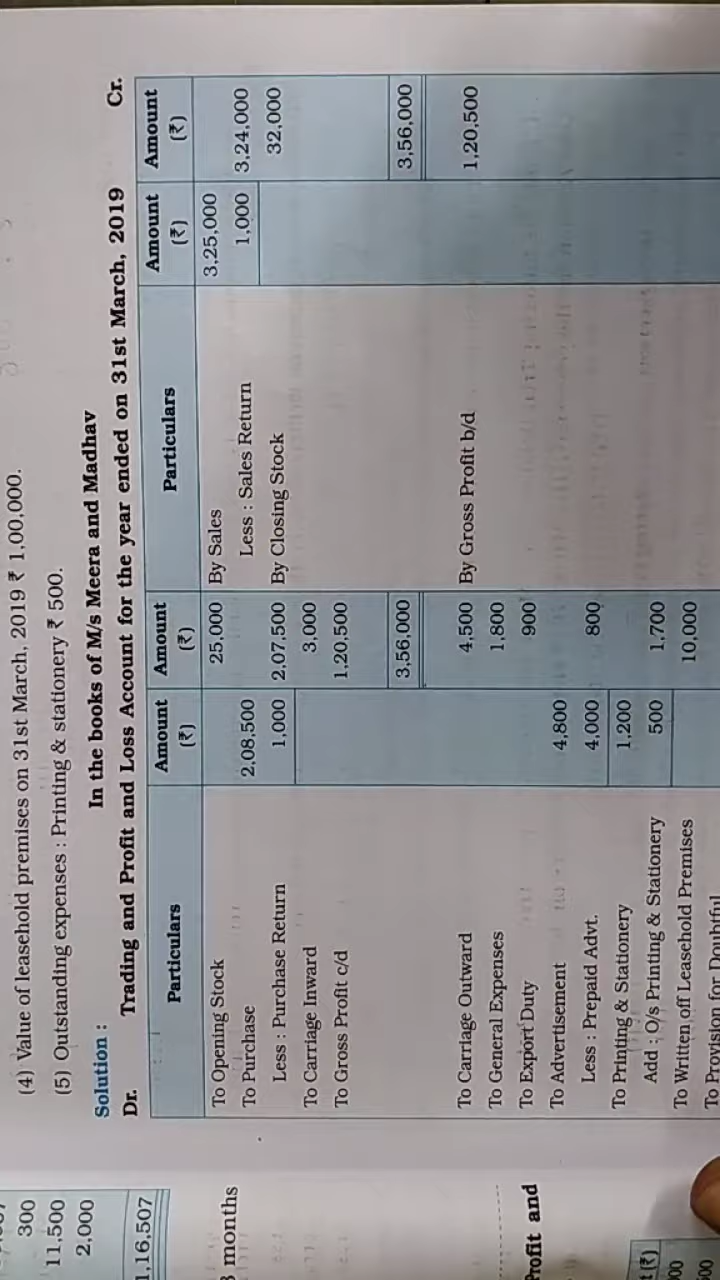 (4) Value of leasehold premises on 31st March, 2019 ₹ 1,00,000.
(5) Outstanding expenses : Printing & stationery ₹ 500.
Solution :
In the books of M/s Meera and Madhav
Dr. Trading and Profit and Loss Account for the year ended on 31st March, 2019 Cr.
Particulars Amount (₹) Amount (₹) Particulars Amount (₹) Amount (₹)
To Opening Stock 25,000 By Sales 3,25,000
To Purchase 2,08,500 Less : Sales Return 1,000 3,24,000
Less : Purchase Return 1,000 2,07,500 By Closing Stock 32,000
To Carriage Inward 3,000
To Gross Profit c/d 1,20,500
3,56,000 3,56,000
To Carriage Outward 4,500 By Gross Profit b/d 1,20,500
To General Expenses 1,800
To Export Duty 900
To Advertisement 4,800
Less : Prepaid Advt. 4,000 800
To Printing & Stationery 1,200
Add : O/s Printing & Stationery 500 1,700
To Written off Leasehold Premises 10,000
To Provision for Doubtful
300
11,500
2,000
1,16,507
3 months
Profit and
(₹)
00
00